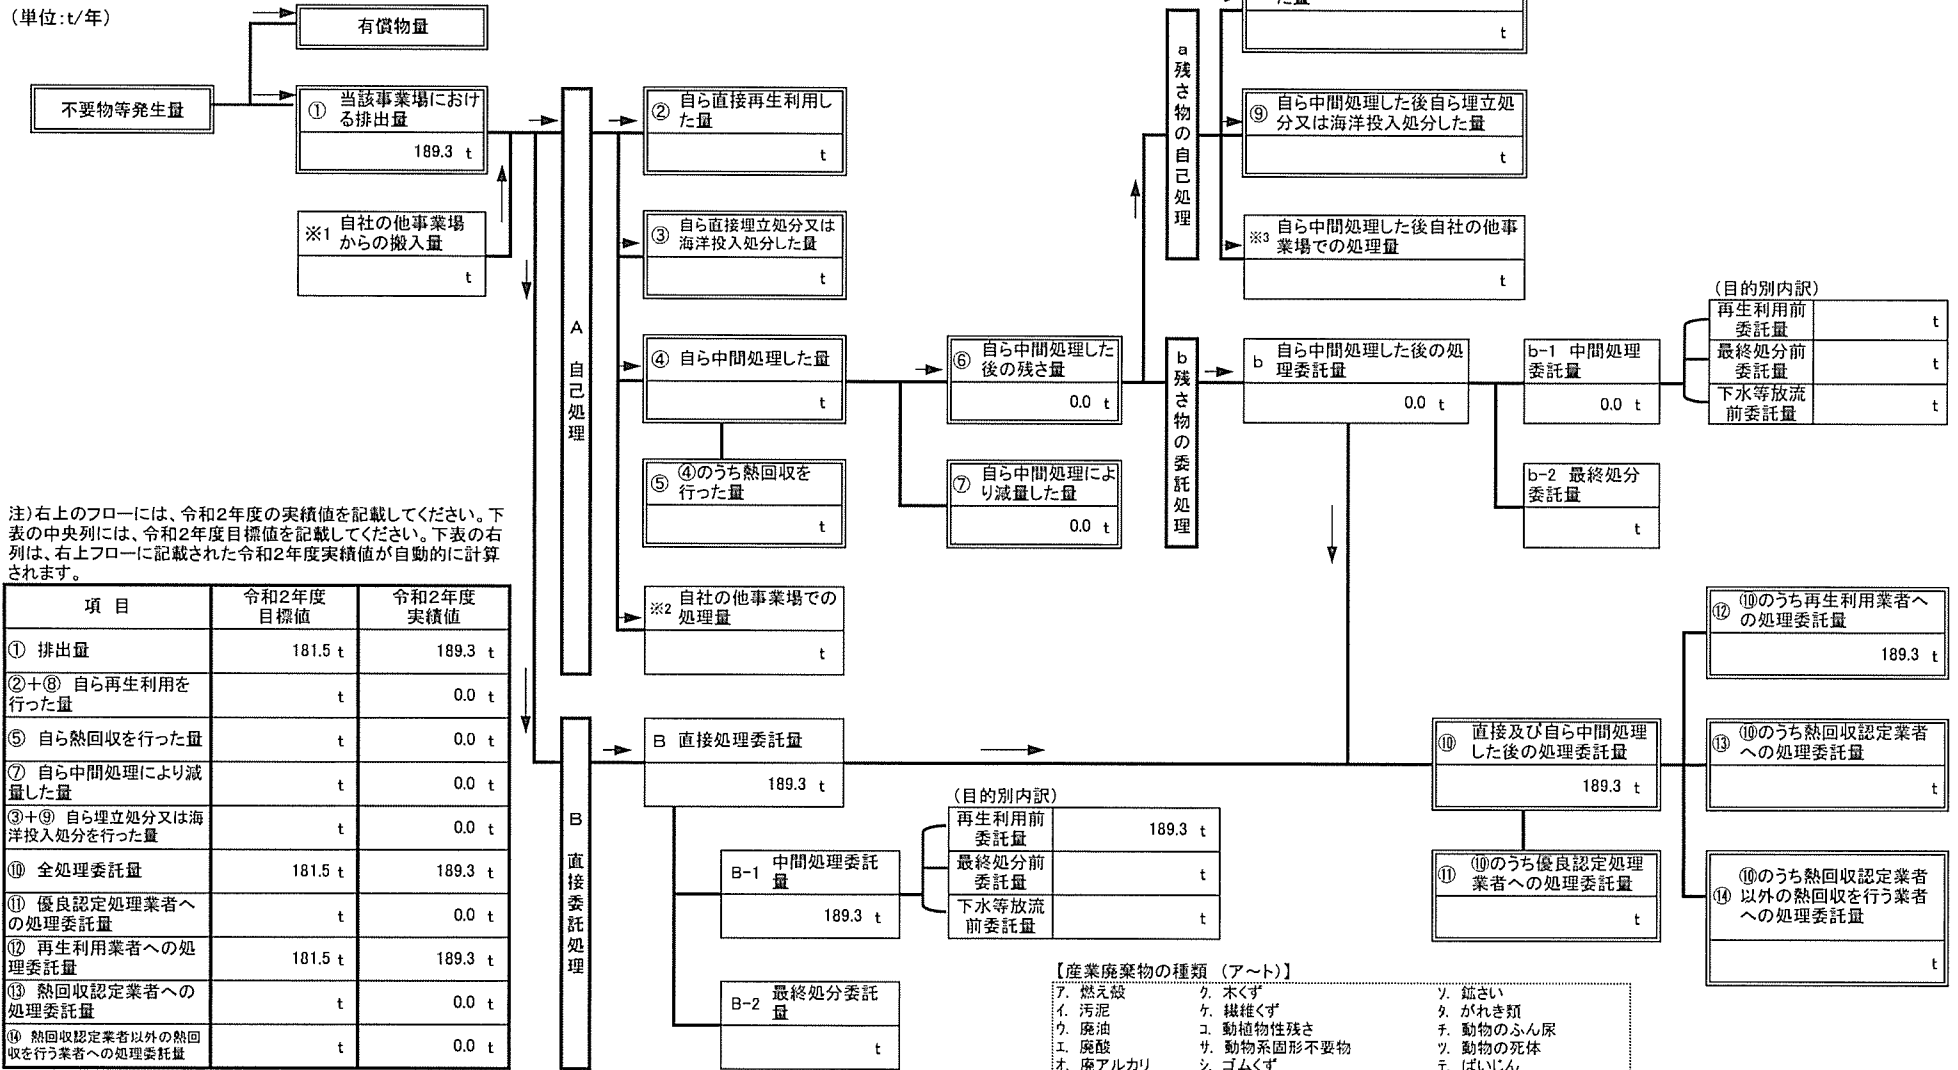 (単位:t/年)
有償物量
不要物等発生量
① 当該事業場におけ
る排出量
189.3 t
※1 自社の他事業場
からの搬入量
t
A 自己処理
② 自ら直接再生利用し
た量
t
③ 自ら直接埋立処分又は
海洋投入処分した量
t
④ 自ら中間処理した量
t
⑤ ④のうち熱回収を
行った量
t
※2 自社の他事業場での
処理量
t
⑥ 自ら中間処理した
後の残さ量
0.0 t
⑦ 自ら中間処理によ
り減量した量
0.0 t
a 残さ物の自己処理
た量
t
⑨ 自ら中間処理した後自ら埋立処
分又は海洋投入処分した量
t
※3 自ら中間処理した後自社の他事
業場での処理量
t
b 残さ物の委託処理
b 自ら中間処理した後の処
理委託量
0.0 t
b-1 中間処理
委託量
0.0 t
(目的別内訳)
再生利用前
委託量 t
最終処分前
委託量 t
下水等放流
前委託量 t
b-2 最終処分
委託量
t
注)右上のフローには、令和2年度の実績値を記載してください。下
表の中央列には、令和2年度目標値を記載してください。下表の右
列は、右上フローに記載された令和2年度実績値が自動的に計算
されます。
項 目 令和2年度
目標値 令和2年度
実績値
① 排出量 181.5 t 189.3 t
②+⑧ 自ら再生利用を
行った量 t 0.0 t
⑤ 自ら熱回収を行った量 t 0.0 t
⑦ 自ら中間処理により減
量した量 t 0.0 t
③+⑨ 自ら埋立処分又は海
洋投入処分を行った量 t 0.0 t
⑩ 全処理委託量 181.5 t 189.3 t
⑪ 優良認定処理業者へ
の処理委託量 t 0.0 t
⑫ 再生利用業者への処
理委託量 181.5 t 189.3 t
⑬ 熱回収認定業者への
処理委託量 t 0.0 t
⑭ 熱回収認定業者以外の熱回
収を行う業者への処理委託量 t 0.0 t
B 直接委託処理
B 直接処理委託量
189.3 t
B-1 中間処理委託
量
189.3 t
(目的別内訳)
再生利用前
委託量 189.3 t
最終処分前
委託量 t
下水等放流
前委託量 t
B-2 最終処分委託
量
t
⑩ 直接及び自ら中間処理
した後の処理委託量
189.3 t
⑪ ⑩のうち優良認定処理
業者への処理委託量
t
⑫ ⑩のうち再生利用業者へ
の処理委託量
189.3 t
⑬ ⑩のうち熱回収認定業者
への処理委託量
t
⑭ ⑩のうち熱回収認定業者
以外の熱回収を行う業者
への処理委託量
t
【産業廃棄物の種類 (ア~ト)】
ア. 燃え殻 ク. 木くず ソ. 鉱さい
イ. 汚泥 ケ. 繊維くず タ. がれき類
ウ. 廃油 コ. 動植物性残さ チ. 動物のふん尿
エ. 廃酸 サ. 動物系固形不要物 ツ. 動物の死体
オ. 廃アルカリ シ. ゴムくず テ. ばいじん